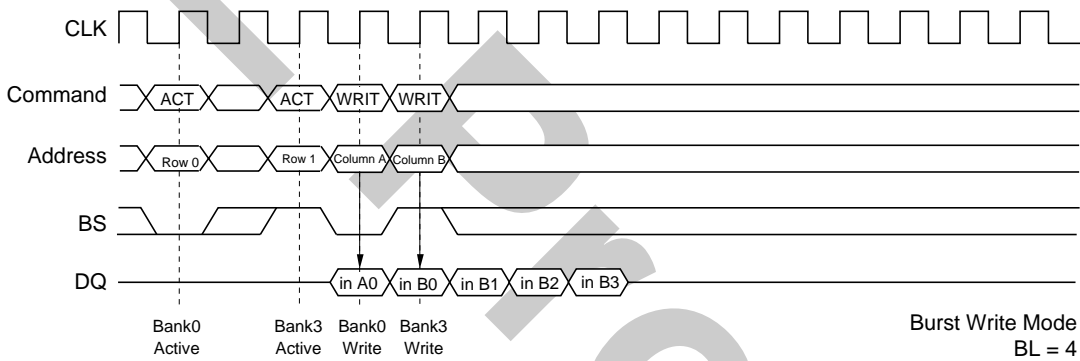 CLK
Command ACT ACT WRIT WRIT
Address Row 0 Row 1 Column A Column B
BS
DQ in A0 in B0 in B1 in B2 in B3
Bank0 Bank3 Bank0 Bank3 Burst Write Mode
Active Active Write Write BL = 4